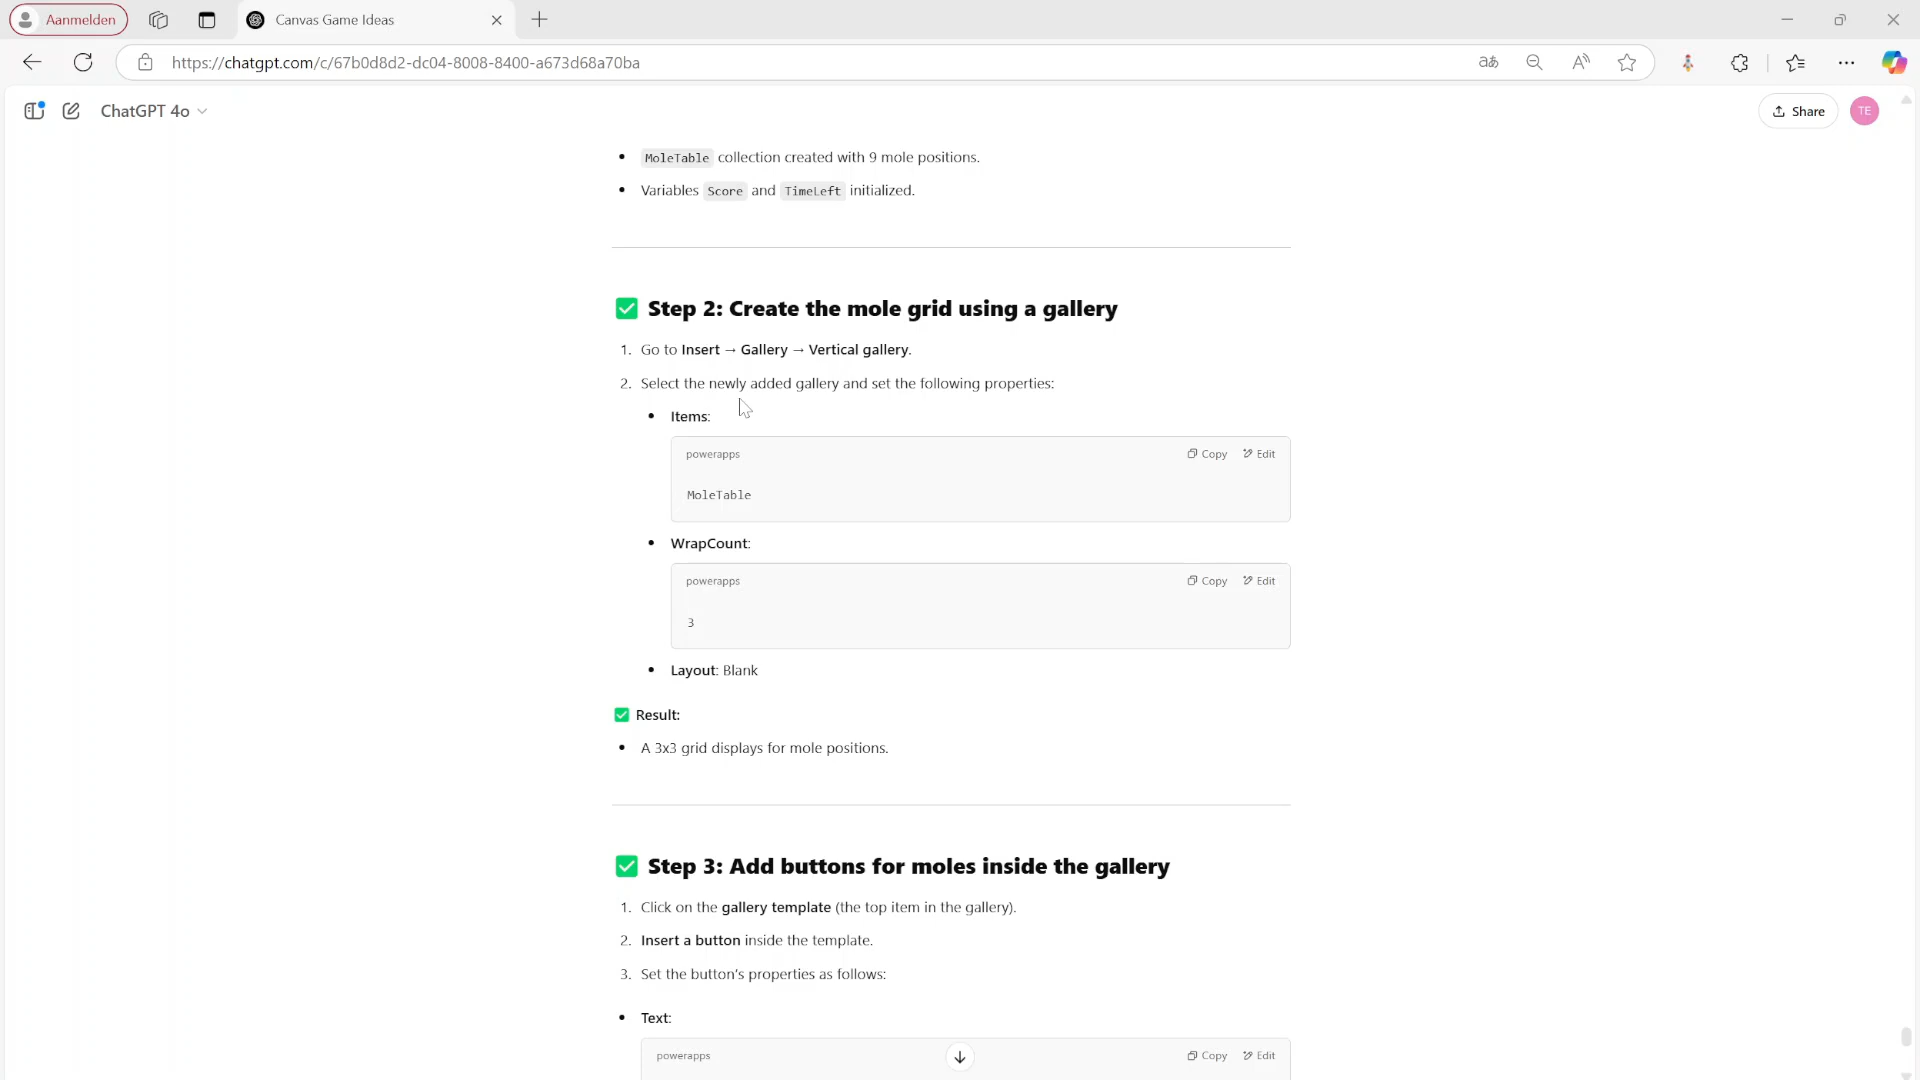 Aanmelden
Canvas Game Ideas
https://chatgpt.com/c/67b0d8d2-dc04-8008-8400-a673d68a70ba
aあ
ChatGPT 4o
Share
TE
MoleTable collection created with 9 mole positions.
Variables Score and TimeLeft initialized.
Step 2: Create the mole grid using a gallery
1. Go to Insert → Gallery → Vertical gallery.
2. Select the newly added gallery and set the following properties:
Items:
powerapps Copy Edit
MoleTable
WrapCount:
powerapps Copy Edit
3
Layout: Blank
Result:
A 3x3 grid displays for mole positions.
Step 3: Add buttons for moles inside the gallery
1. Click on the gallery template (the top item in the gallery).
2. Insert a button inside the template.
3. Set the button's properties as follows:
Text:
powerapps Copy Edit